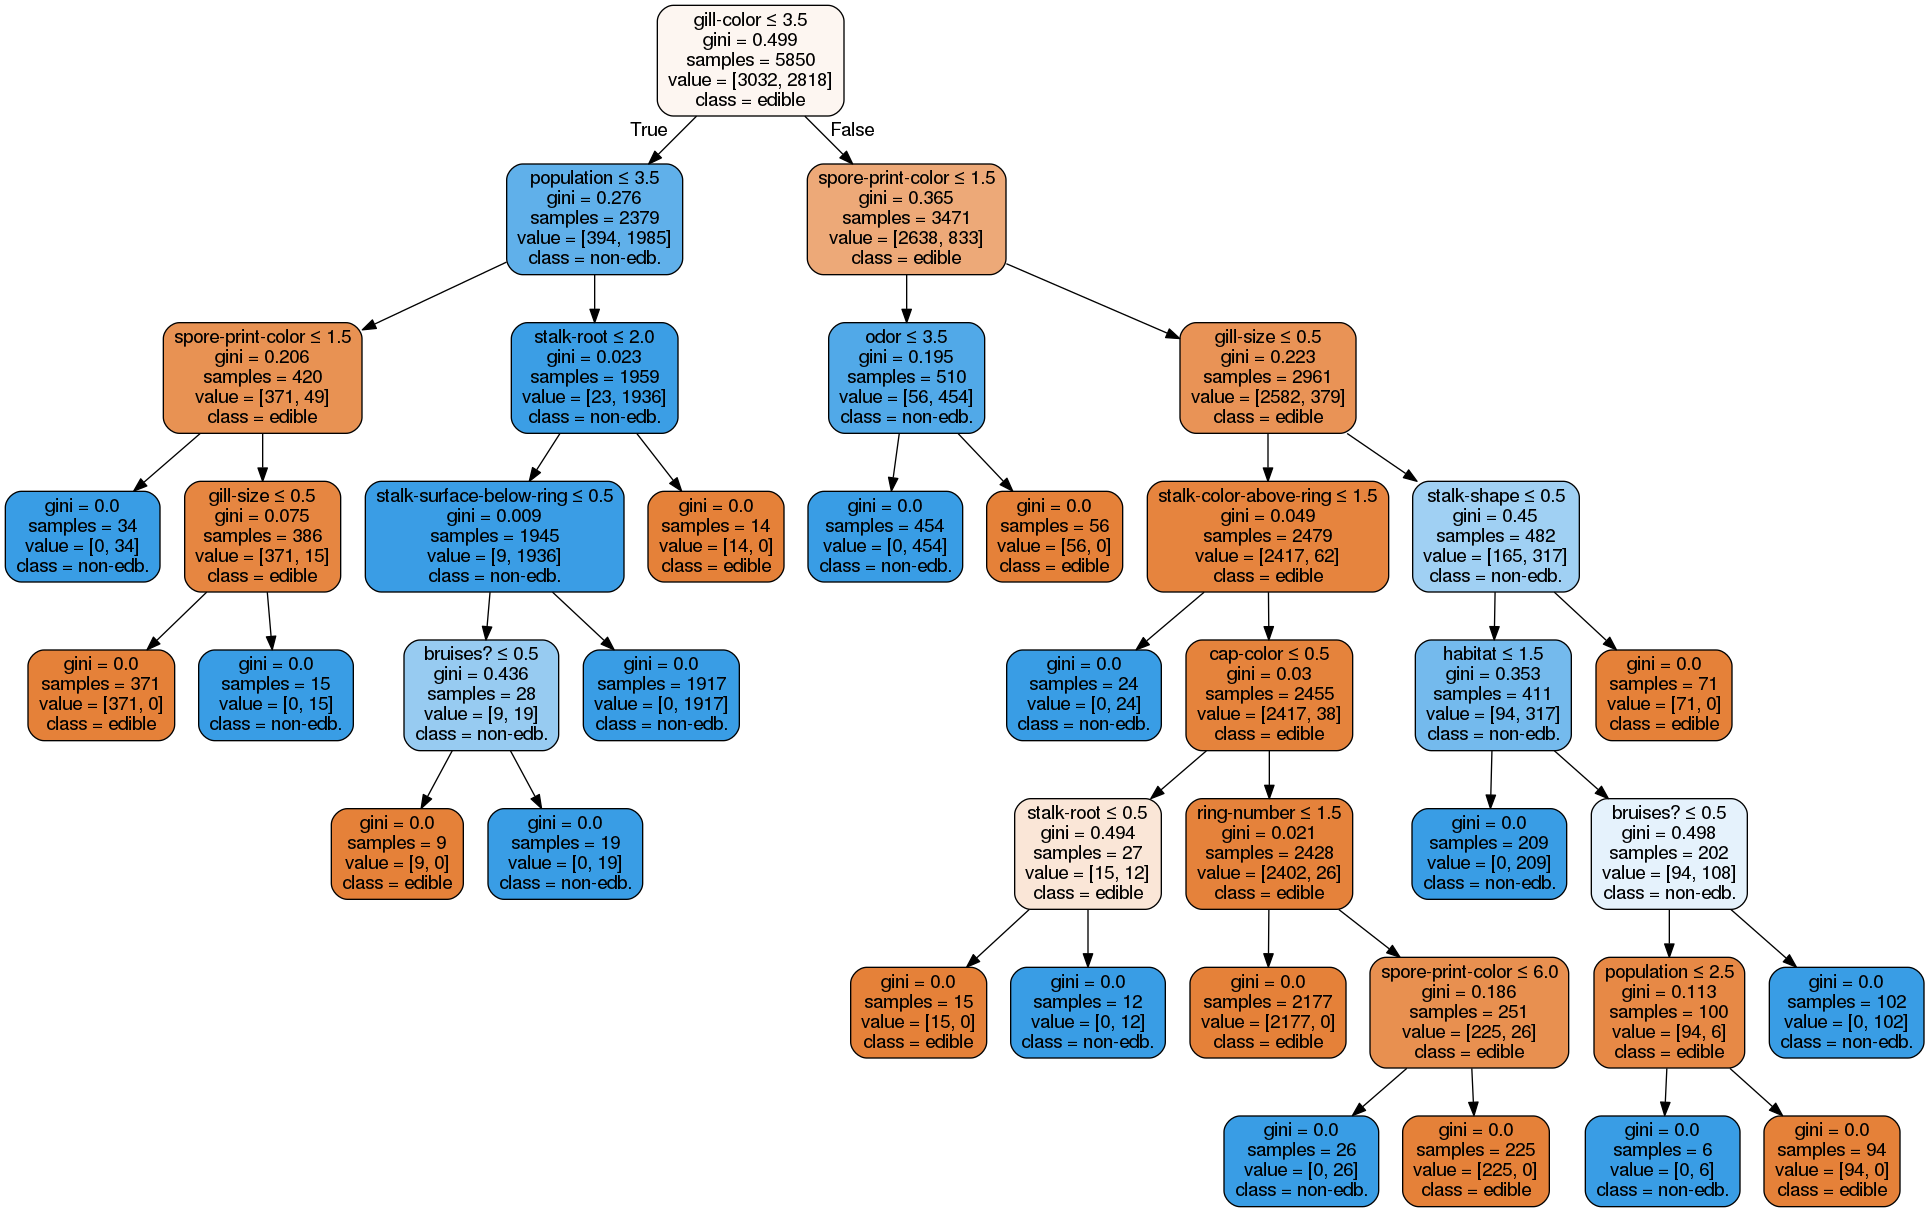 gill-color ≤ 3.5
gini = 0.499
samples = 5850
value = [3032, 2818]
class = edible
True
False
population ≤ 3.5
gini = 0.276
samples = 2379
value = [394, 1985]
class = non-edb.
spore-print-color ≤ 1.5
gini = 0.365
samples = 3471
value = [2638, 833]
class = edible
spore-print-color ≤ 1.5
gini = 0.206
samples = 420
value = [371, 49]
class = edible
stalk-root ≤ 2.0
gini = 0.023
samples = 1959
value = [23, 1936]
class = non-edb.
odor ≤ 3.5
gini = 0.195
samples = 510
value = [56, 454]
class = non-edb.
gill-size ≤ 0.5
gini = 0.223
samples = 2961
value = [2582, 379]
class = edible
gini = 0.0
samples = 34
value = [0, 34]
class = non-edb.
gill-size ≤ 0.5
gini = 0.075
samples = 386
value = [371, 15]
class = edible
stalk-surface-below-ring ≤ 0.5
gini = 0.009
samples = 1945
value = [9, 1936]
class = non-edb.
gini = 0.0
samples = 14
value = [14, 0]
class = edible
gini = 0.0
samples = 454
value = [0, 454]
class = non-edb.
gini = 0.0
samples = 56
value = [56, 0]
class = edible
stalk-color-above-ring ≤ 1.5
gini = 0.049
samples = 2479
value = [2417, 62]
class = edible
stalk-shape ≤ 0.5
gini = 0.45
samples = 482
value = [165, 317]
class = non-edb.
gini = 0.0
samples = 371
value = [371, 0]
class = edible
gini = 0.0
samples = 15
value = [0, 15]
class = non-edb.
bruises? ≤ 0.5
gini = 0.436
samples = 28
value = [9, 19]
class = non-edb.
gini = 0.0
samples = 1917
value = [0, 1917]
class = non-edb.
gini = 0.0
samples = 24
value = [0, 24]
class = non-edb.
cap-color ≤ 0.5
gini = 0.03
samples = 2455
value = [2417, 38]
class = edible
habitat ≤ 1.5
gini = 0.353
samples = 411
value = [94, 317]
class = non-edb.
gini = 0.0
samples = 71
value = [71, 0]
class = edible
gini = 0.0
samples = 9
value = [9, 0]
class = edible
gini = 0.0
samples = 19
value = [0, 19]
class = non-edb.
stalk-root ≤ 0.5
gini = 0.494
samples = 27
value = [15, 12]
class = edible
ring-number ≤ 1.5
gini = 0.021
samples = 2428
value = [2402, 26]
class = edible
gini = 0.0
samples = 209
value = [0, 209]
class = non-edb.
bruises? ≤ 0.5
gini = 0.498
samples = 202
value = [94, 108]
class = non-edb.
gini = 0.0
samples = 15
value = [15, 0]
class = edible
gini = 0.0
samples = 12
value = [0, 12]
class = non-edb.
gini = 0.0
samples = 2177
value = [2177, 0]
class = edible
spore-print-color ≤ 6.0
gini = 0.186
samples = 251
value = [225, 26]
class = edible
population ≤ 2.5
gini = 0.113
samples = 100
value = [94, 6]
class = edible
gini = 0.0
samples = 102
value = [0, 102]
class = non-edb.
gini = 0.0
samples = 26
value = [0, 26]
class = non-edb.
gini = 0.0
samples = 225
value = [225, 0]
class = edible
gini = 0.0
samples = 6
value = [0, 6]
class = non-edb.
gini = 0.0
samples = 94
value = [94, 0]
class = edible